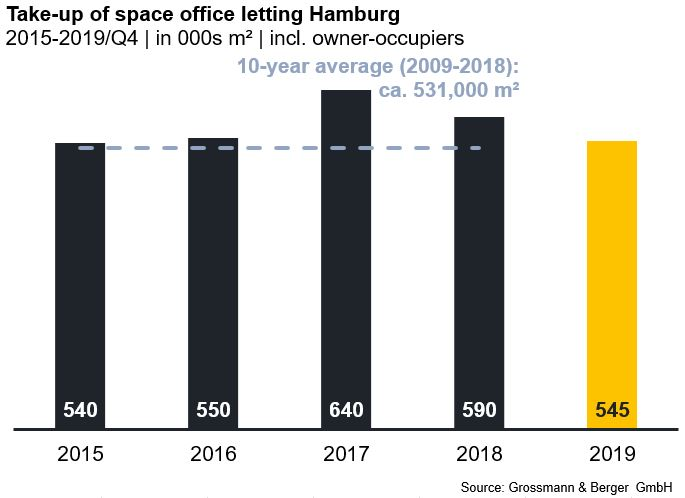 Take-up of space office letting Hamburg
2015-2019/Q4 | in 000s m² | incl. owner-occupiers
10-year average (2009-2018):
ca. 531,000 m²
540 550 640 590 545
2015 2016 2017 2018 2019
Source: Grossmann & Berger GmbH